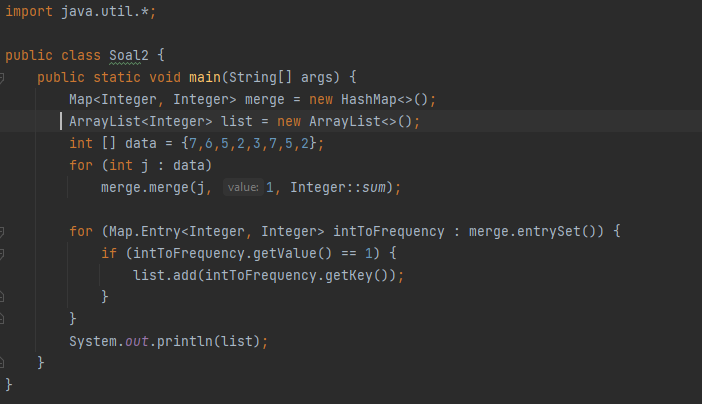 import java.util.*;
public class Soal2 {
public static void main(String[] args) {
Map<Integer, Integer> merge = new HashMap<>();
ArrayList<Integer> list = new ArrayList<>();
int [] data = {7,6,5,2,3,7,5,2};
for (int j : data)
merge.merge(j, value: 1, Integer::sum);
for (Map.Entry<Integer, Integer> intToFrequency : merge.entrySet()) {
if (intToFrequency.getValue() == 1) {
list.add(intToFrequency.getKey());
}
}
System.out.println(list);
}
}